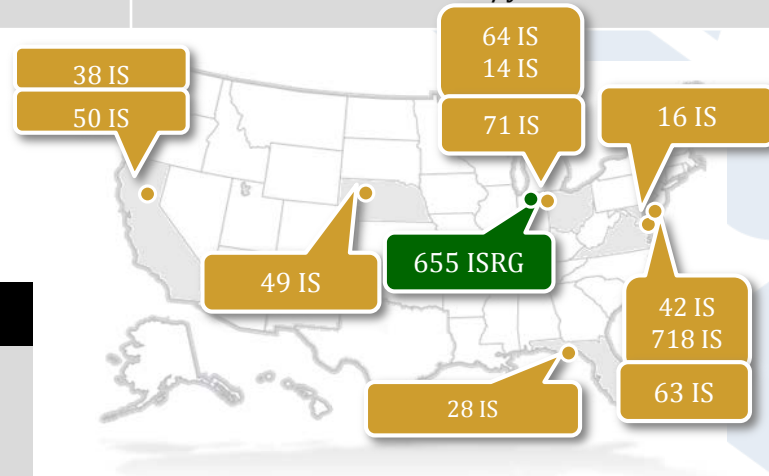 64 IS
14 IS
38 IS
50 IS
71 IS
16 IS
655 ISRG
49 IS
42 IS
718 IS
63 IS
28 IS